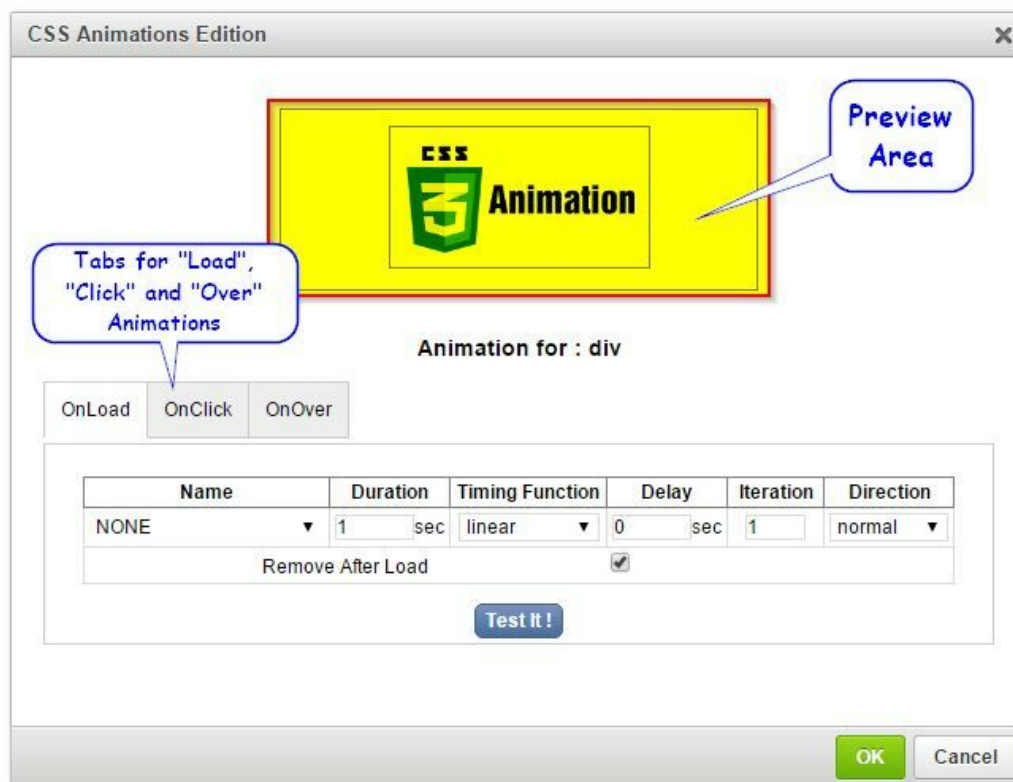 CSS Animations Edition
Preview
Area
CSS
3 Animation
Tabs for "Load",
"Click" and "Over"
Animations
Animation for : div
OnLoad OnClick OnOver
Name Duration Timing Function Delay Iteration Direction
NONE 1 sec linear 0 sec 1 normal
Remove After Load
Test It !
OK Cancel